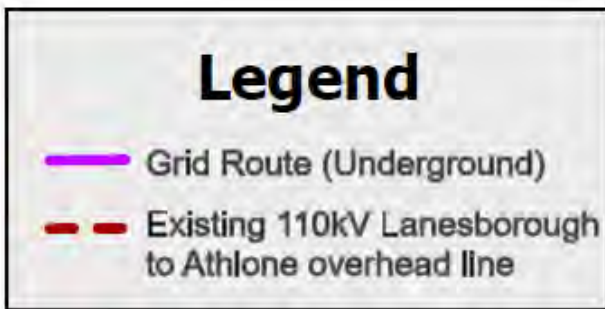 Legend
Grid Route (Underground)
Existing 110kV Lanesborough
to Athlone overhead line